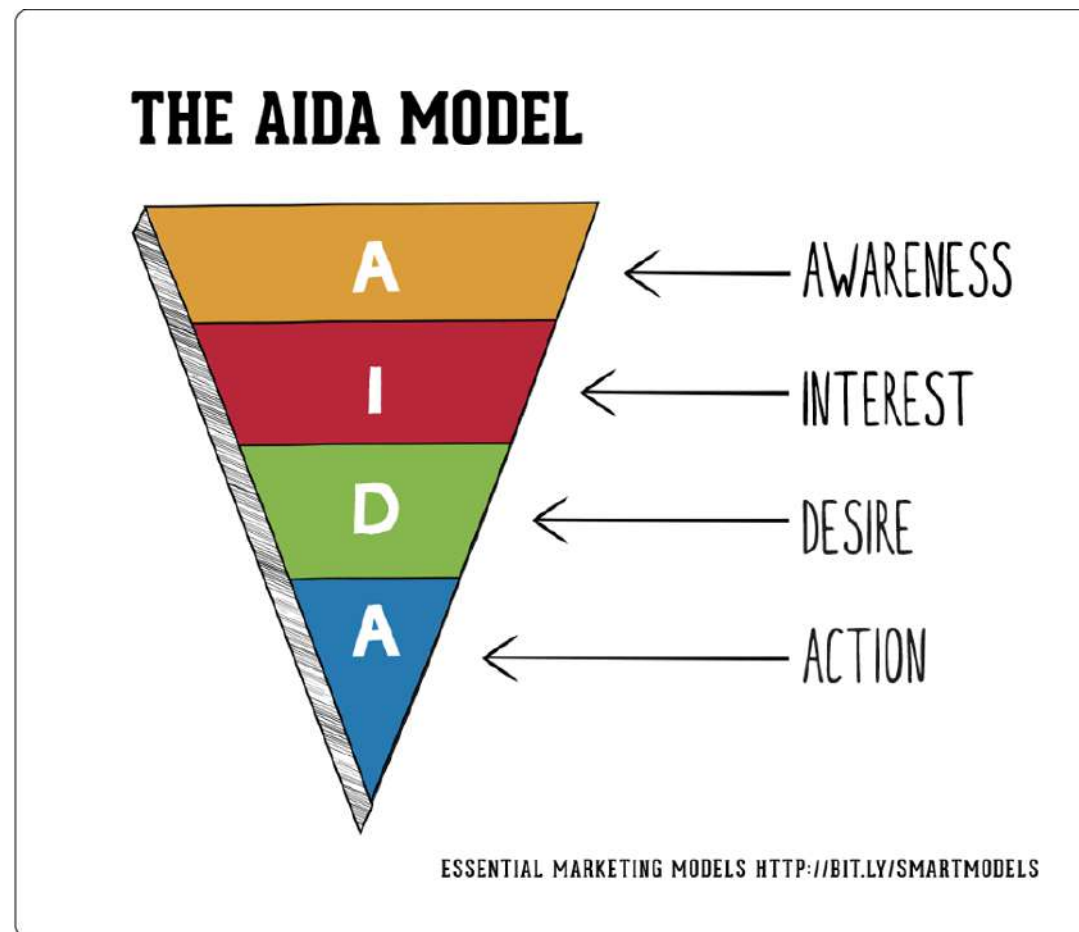 THE AIDA MODEL
A
AWARENESS
I
INTEREST
D
DESIRE
A
ACTION
ESSENTIAL MARKETING MODELS HTTP://BIT.LY/SMARTMODELS